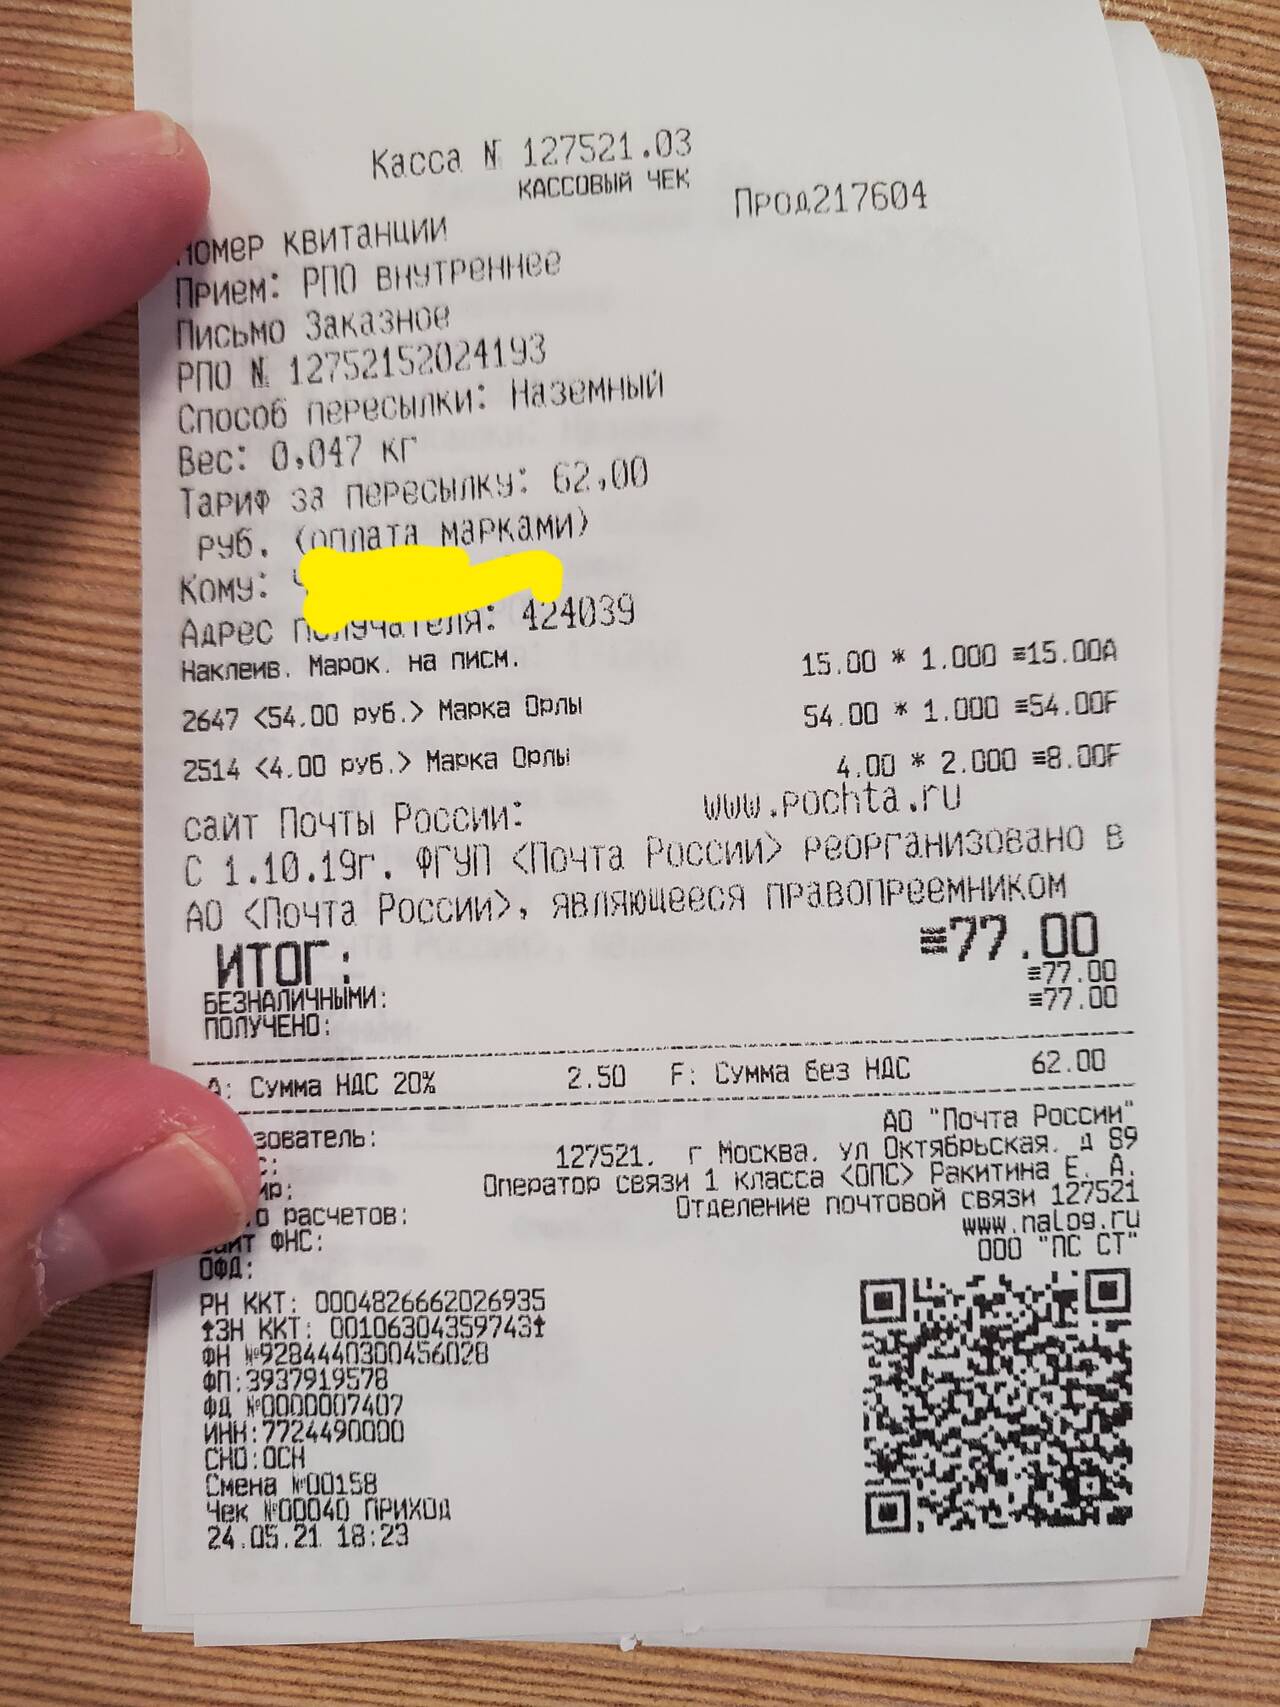 Касса № 127521.03
КАССОВЫЙ ЧЕК
Прод217604
Номер квитанции
Прием: РПО внутреннее
Письмо Заказное
РПО № 12752152024193
Способ пересылки: Наземный
Вес: 0,047 кг
Тариф за пересылку: 62,00
руб. (оплата марками)
Кому:
Адрес получателя: 424039
Наклеив. Марок. на писм. 15.00 * 1.000 ≡15.00А
2647 <54.00 руб.> Марка Орлы 54.00 * 1.000 ≡54.00F
2514 <4.00 руб.> Марка Орлы 4.00 * 2.000 ≡8.00F
сайт Почты России: www.pochta.ru
С 1.10.19г. ФГУП <Почта России> реорганизовано в
АО <Почта России>, являющееся правопреемником
ИТОГ: ≡77.00
БЕЗНАЛИЧНЫМИ: ≡77.00
ПОЛУЧЕНО: ≡77.00
А: Сумма НДС 20% 2.50 F: Сумма без НДС 62.00
зователь: АО "Почта России"
127521, г Москва, ул Октябрьская, д 89
ир: Оператор связи 1 класса <ОПС> Ракитина Е. А.
о расчетов: Отделение почтовой связи 127521
Сайт ФНС: www.nalog.ru
ОФД: ООО "ПС СТ"
РН ККТ: 0004826662026935
↑ЗН ККТ: 00106304359743↑
ФН №9284440300456028
ФП:3937919578
ФД №0000007407
ИНН:7724490000
СНО:ОСН
Смена №00158
Чек №00040 ПРИХОД
24.05.21 18:23